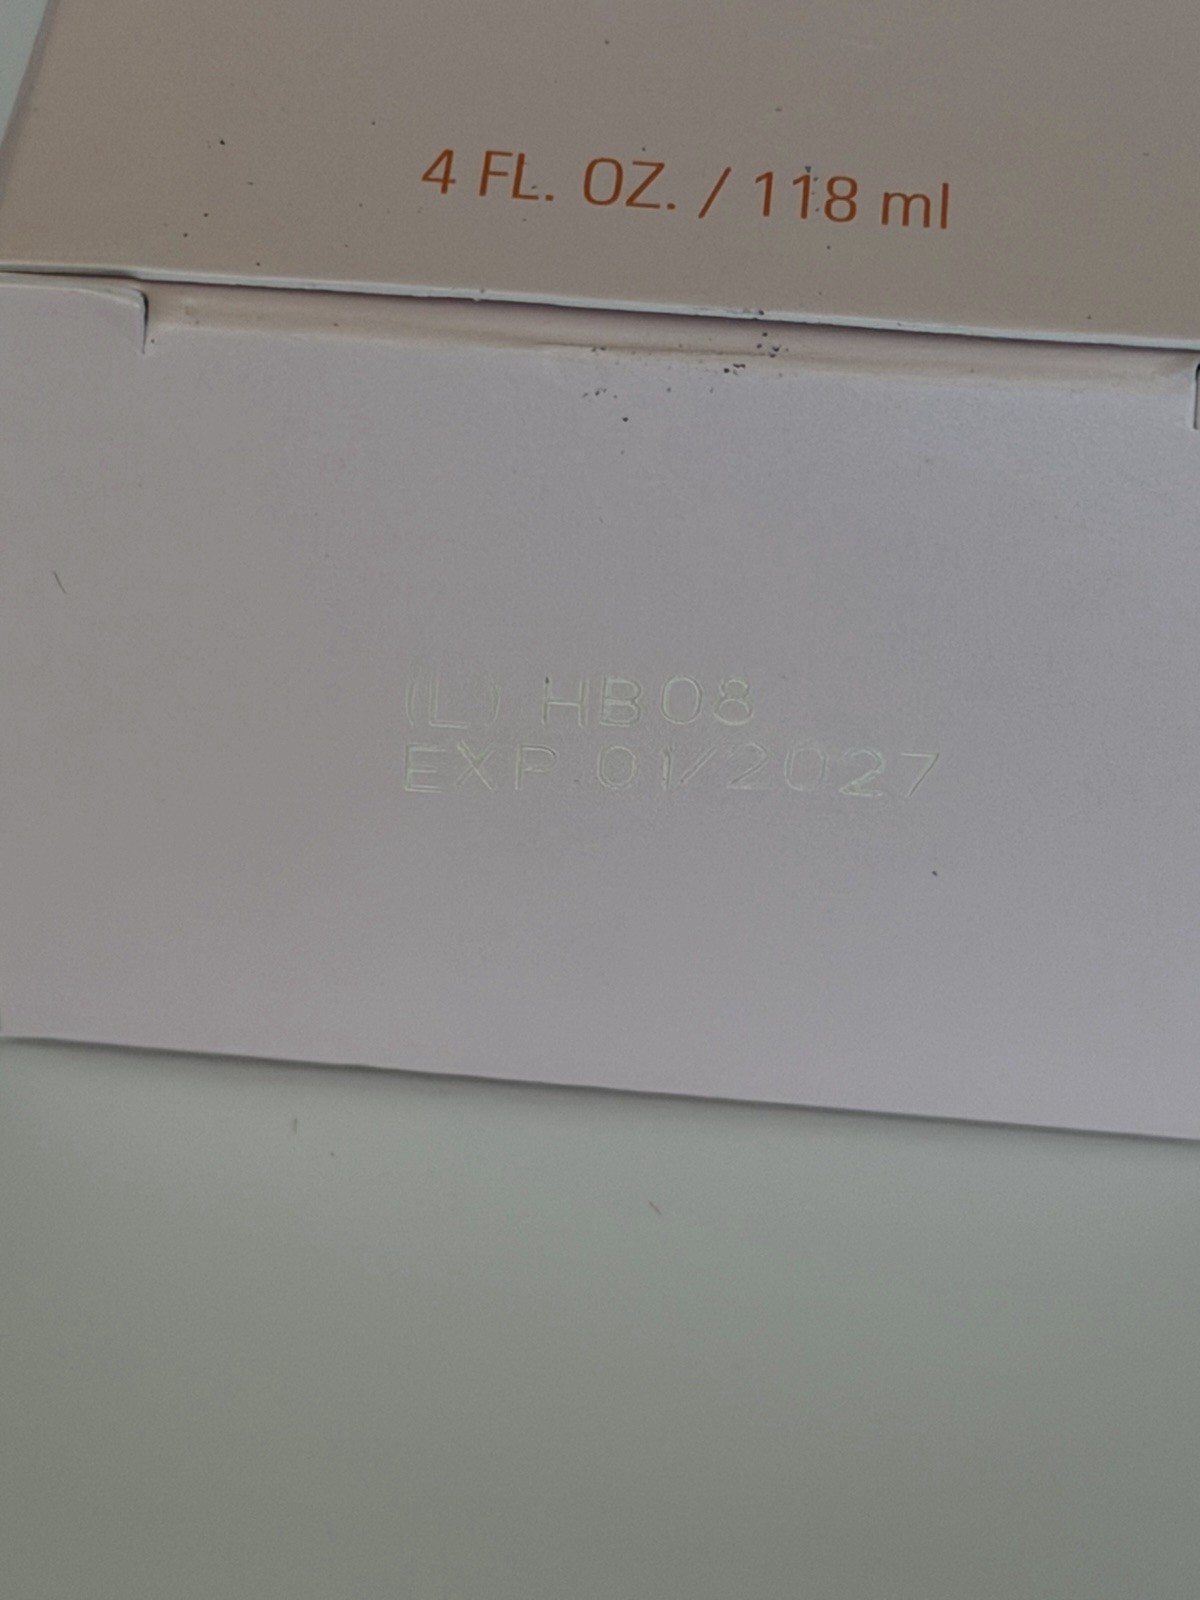 4 FL. OZ. / 118 ml
(L) HB08
EXP.01/2027